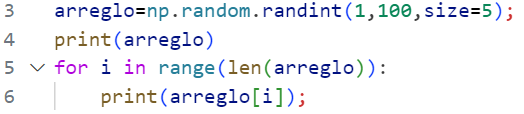 3 arreglo=np.random.randint(1,100,size=5);
4 print(arreglo)
5 for i in range(len(arreglo)):
6 print(arreglo[i]);